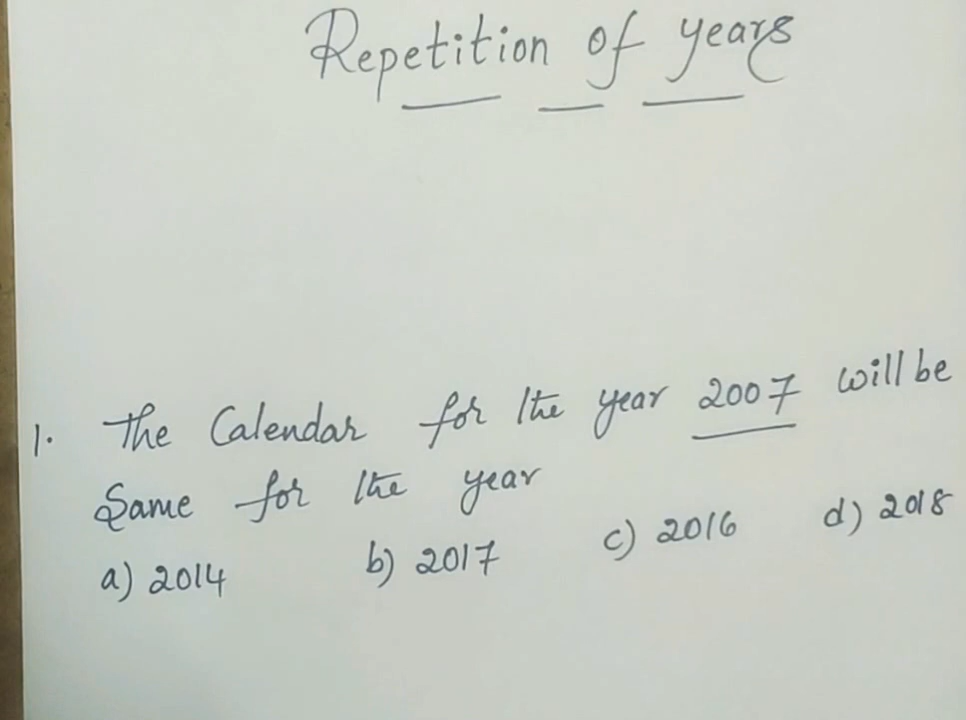 Repetition of years
1. The Calendar for the year 2007 will be
Same for the year
a) 2014 b) 2017 c) 2016 d) 2018